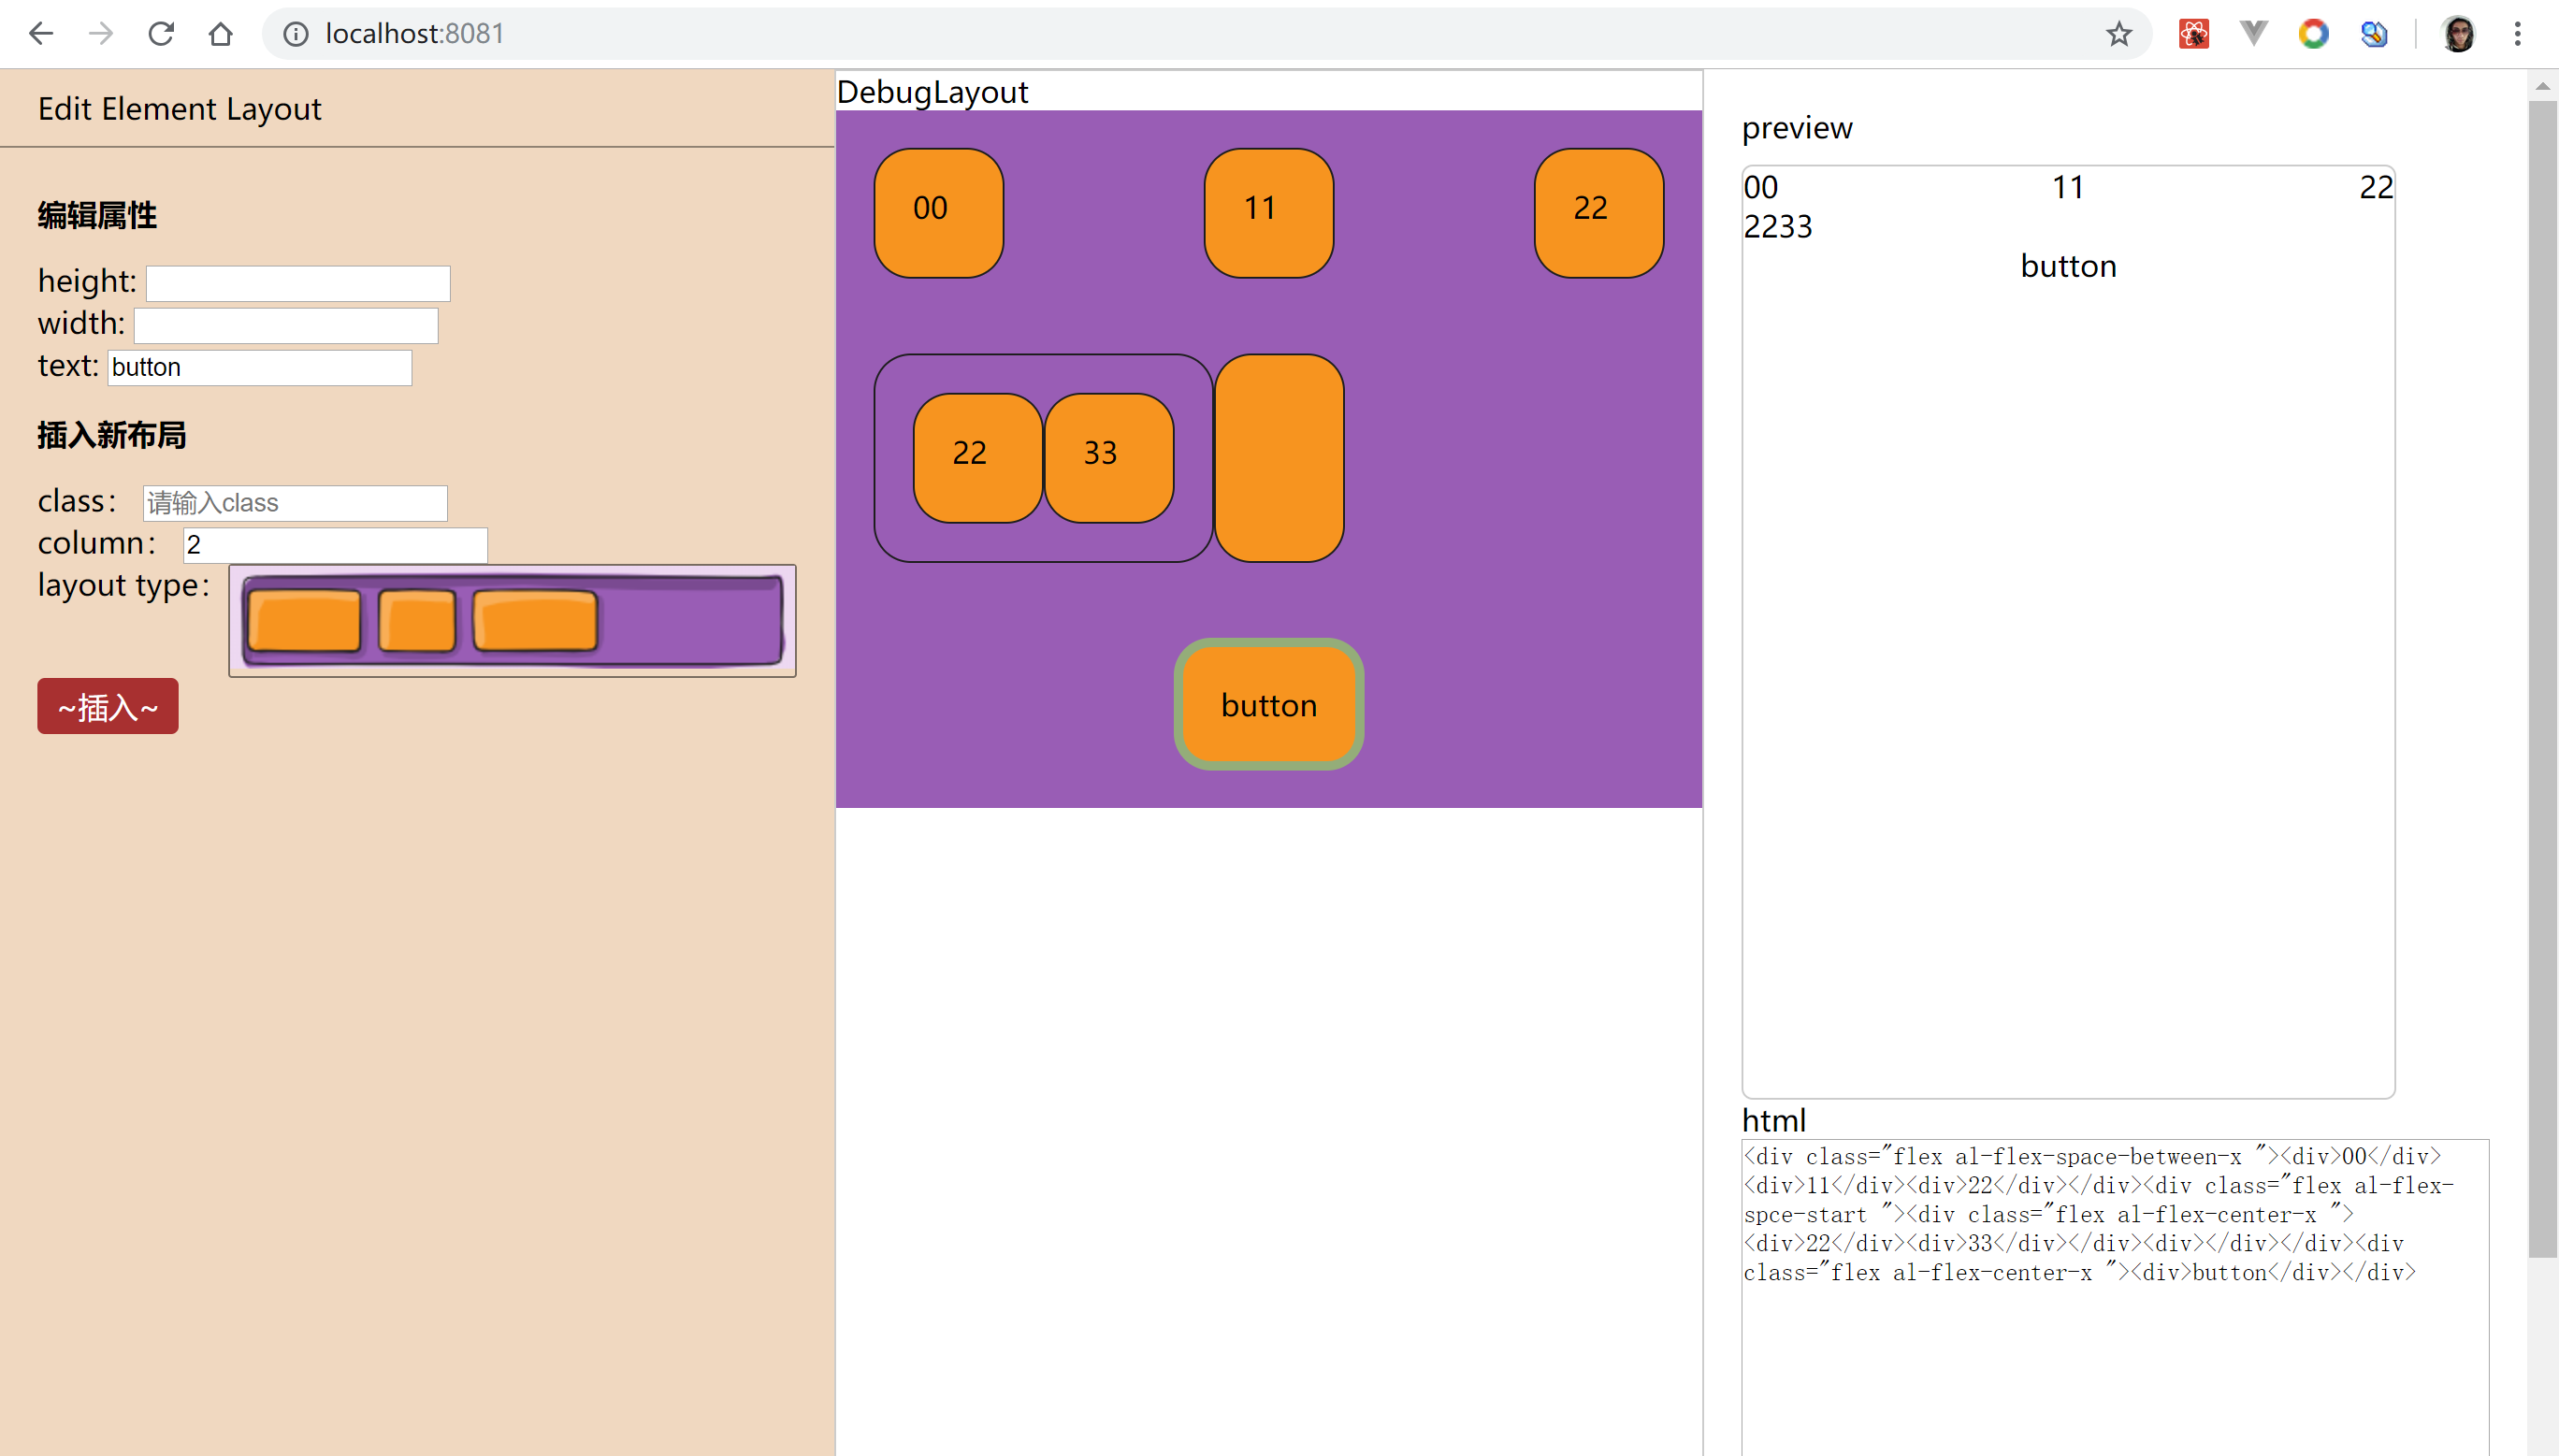 localhost:8081
Edit Element Layout
编辑属性
height:
width:
text: button
插入新布局
class： 请输入class
column： 2
layout type：
~插入~
DebugLayout
00 11 22
22 33
button
preview
00 11 22
2233
button
html
<div class="flex al-flex-space-between-x "><div>00</div>
<div>11</div><div>22</div></div><div class="flex al-flex-
spce-start "><div class="flex al-flex-center-x ">
<div>22</div><div>33</div></div><div></div></div><div
class="flex al-flex-center-x "><div>button</div></div>